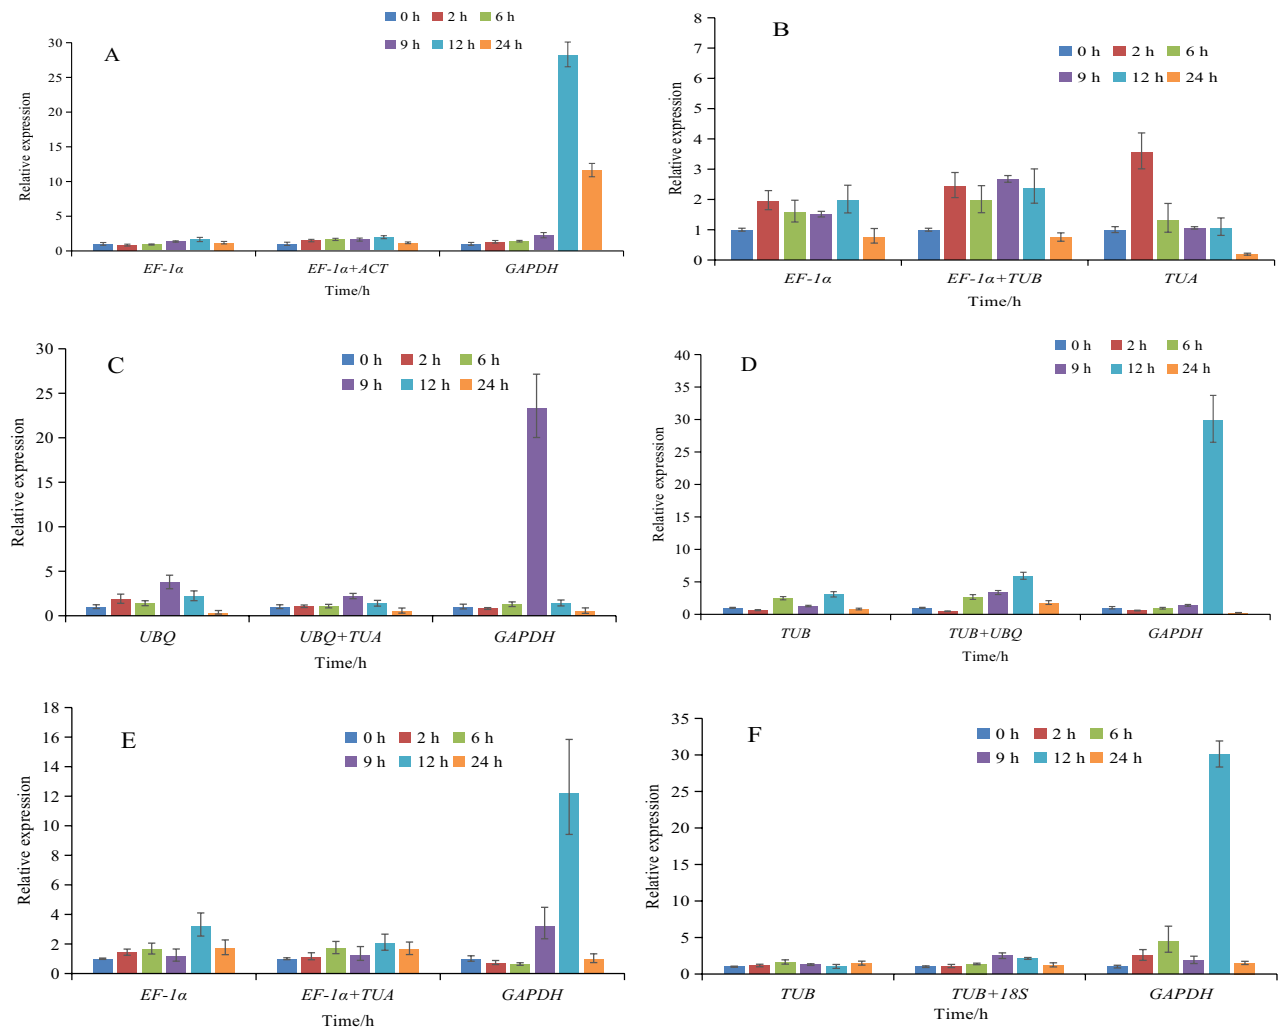 A
0 h 2 h 6 h
9 h 12 h 24 h
Relative expression
30
25
20
15
10
5
0
EF-1α EF-1α+ACT GAPDH
Time/h
B
0 h 2 h 6 h
9 h 12 h 24 h
Relative expression
8
7
6
5
4
3
2
1
0
EF-1α EF-1α+TUB TUA
Time/h
C
0 h 2 h 6 h
9 h 12 h 24 h
Relative expression
30
25
20
15
10
5
0
UBQ UBQ+TUA GAPDH
Time/h
D
0 h 2 h 6 h
9 h 12 h 24 h
Relative expression
40
35
30
25
20
15
10
5
0
TUB TUB+UBQ GAPDH
Time/h
E
0 h 2 h 6 h
9 h 12 h 24 h
Relative expression
18
16
14
12
10
8
6
4
2
0
EF-1α EF-1α+TUA GAPDH
Time/h
F
0 h 2 h 6 h
9 h 12 h 24 h
Relative expression
35
30
25
20
15
10
5
0
TUB TUB+18S GAPDH
Time/h